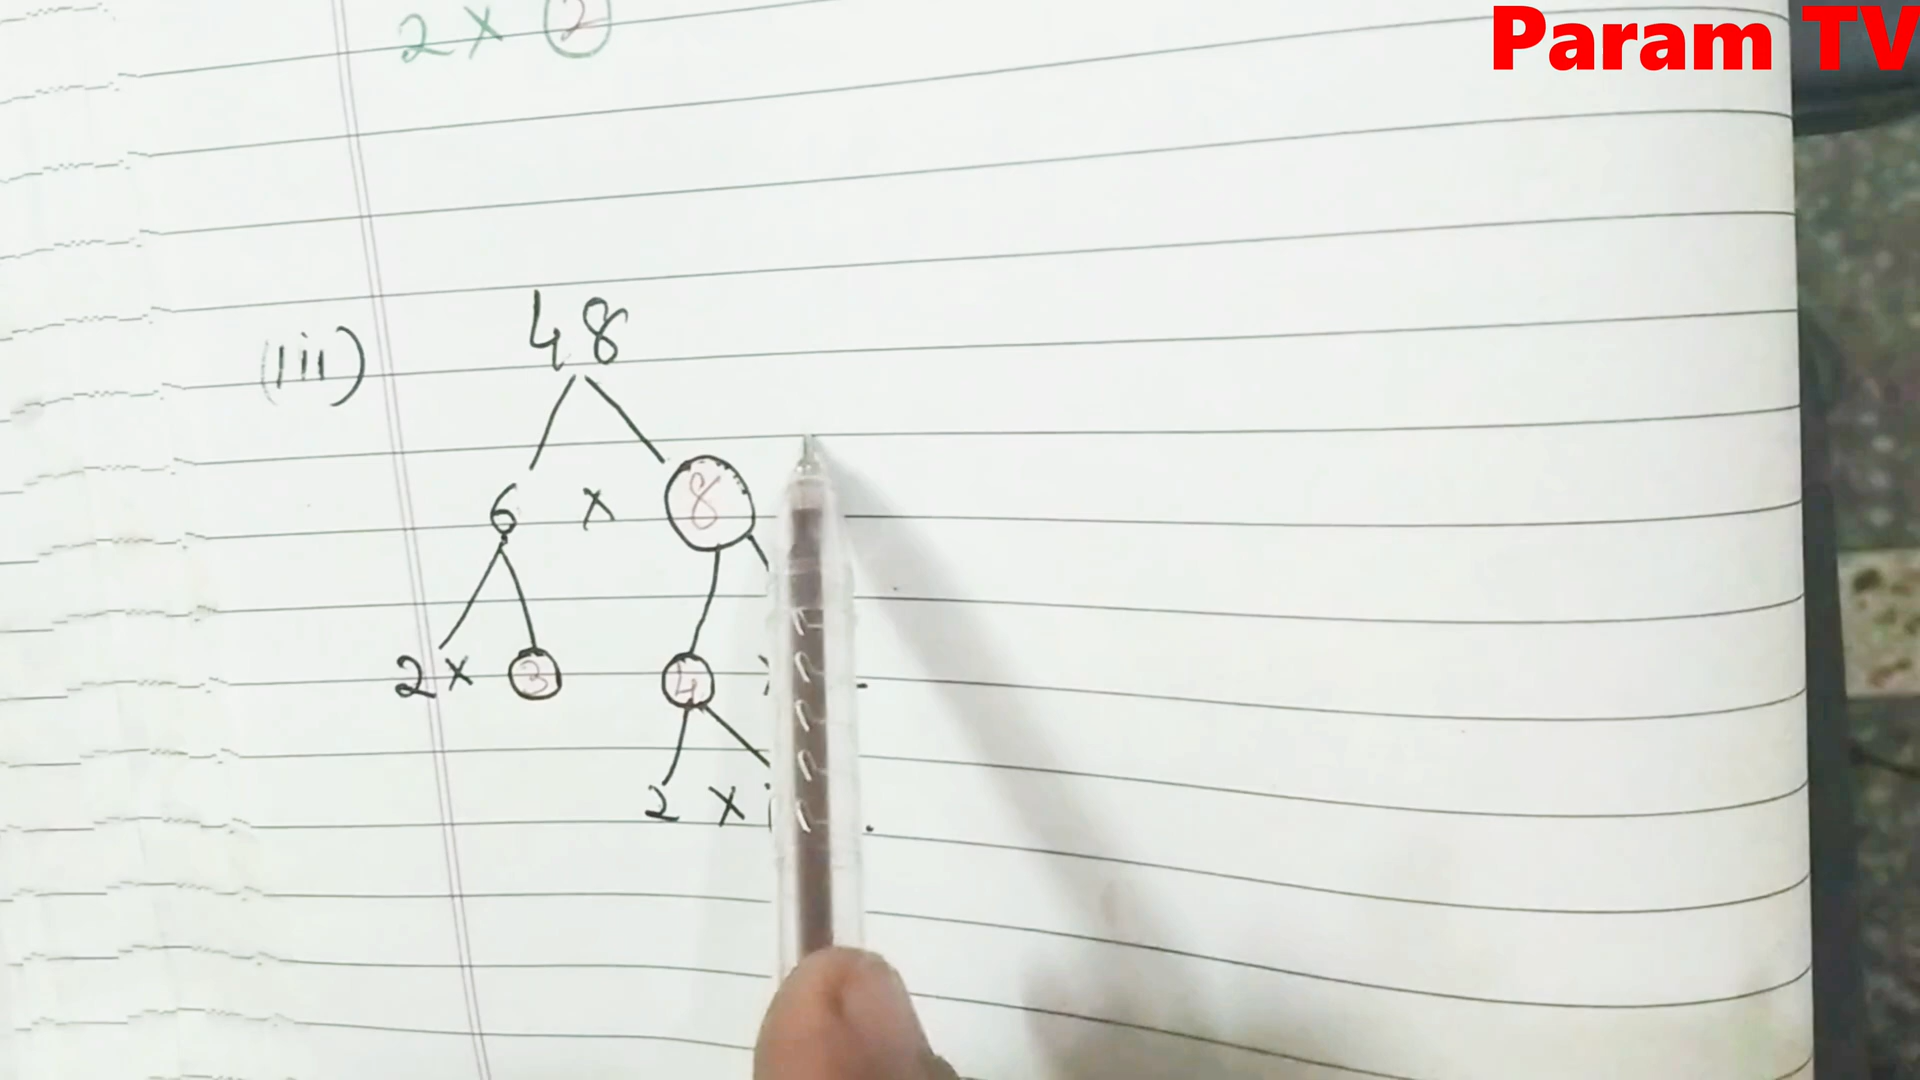 Param TV
2 × 2
(iii) 48
6 × 8
2 × 3 4
2 ×